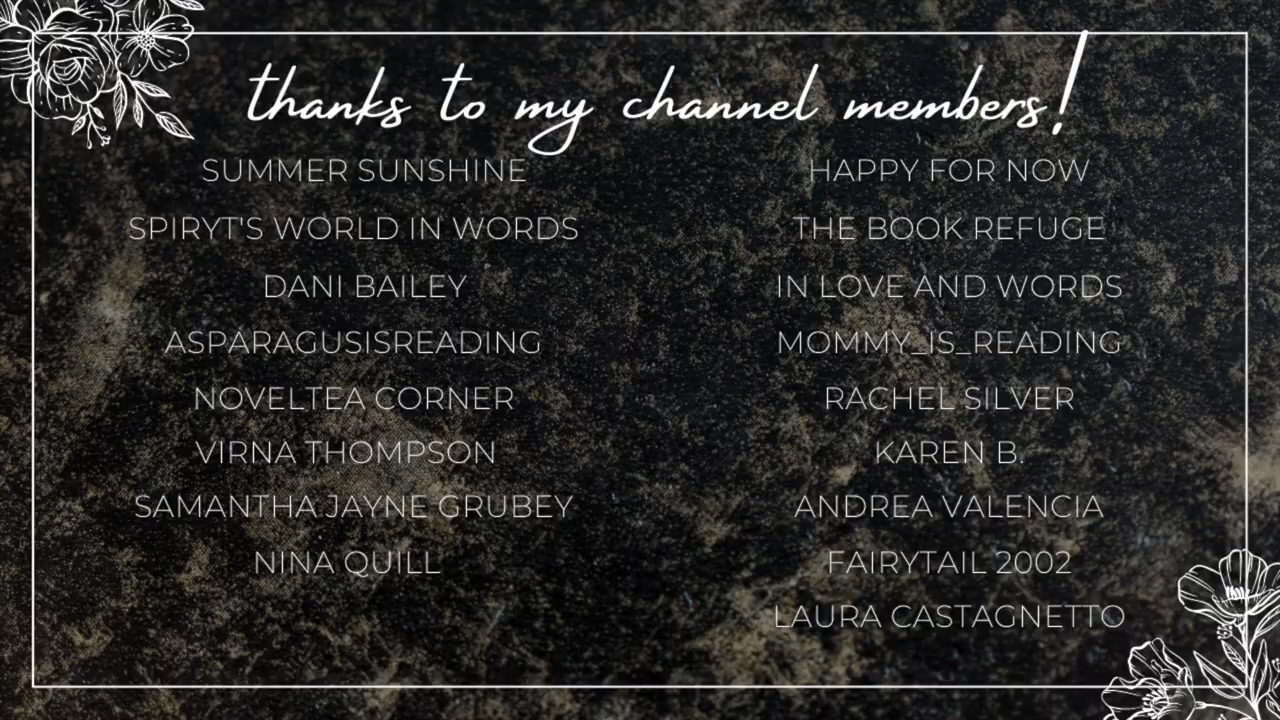 thanks to my channel members!
SUMMER SUNSHINE
SPIRYT'S WORLD IN WORDS
DANI BAILEY
ASPARAGUSISREADING
NOVELTEA CORNER
VIRNA THOMPSON
SAMANTHA JAYNE GRUBEY
NINA QUILL
HAPPY FOR NOW
THE BOOK REFUGE
IN LOVE AND WORDS
MOMMY_IS_READING
RACHEL SILVER
KAREN B.
ANDREA VALENCIA
FAIRYTAIL 2002
LAURA CASTAGNETTO